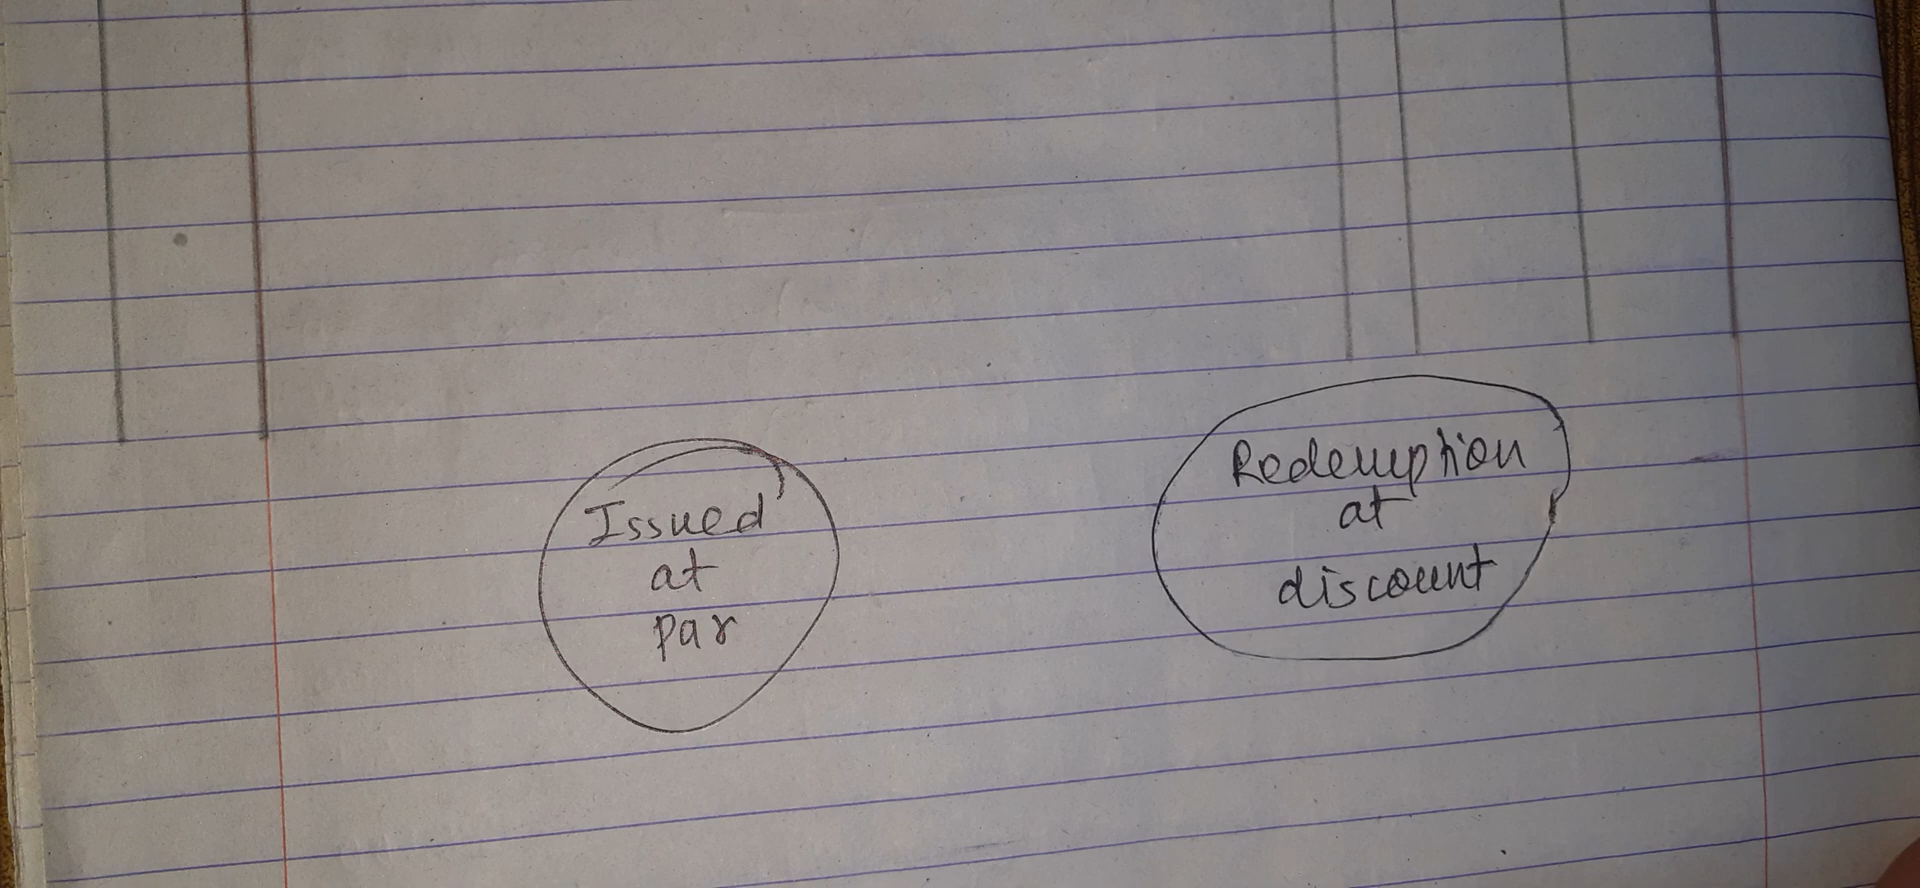 Issued
at
par
Redemption
at
discount